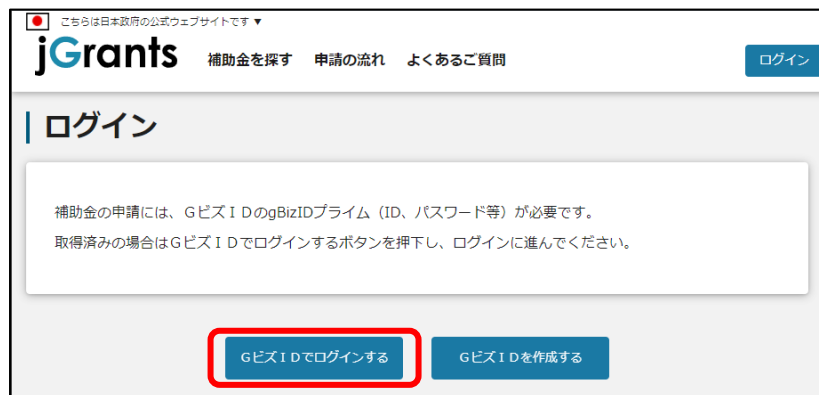 こちらは日本政府の公式ウェブサイトです ▼
jGrants 補助金を探す 申請の流れ よくあるご質問 ログイン
ログイン
補助金の申請には、GビズIDのgBizIDプライム（ID、パスワード等）が必要です。
取得済みの場合はGビズIDでログインするボタンを押下し、ログインに進んでください。
GビズIDでログインする GビズIDを作成する